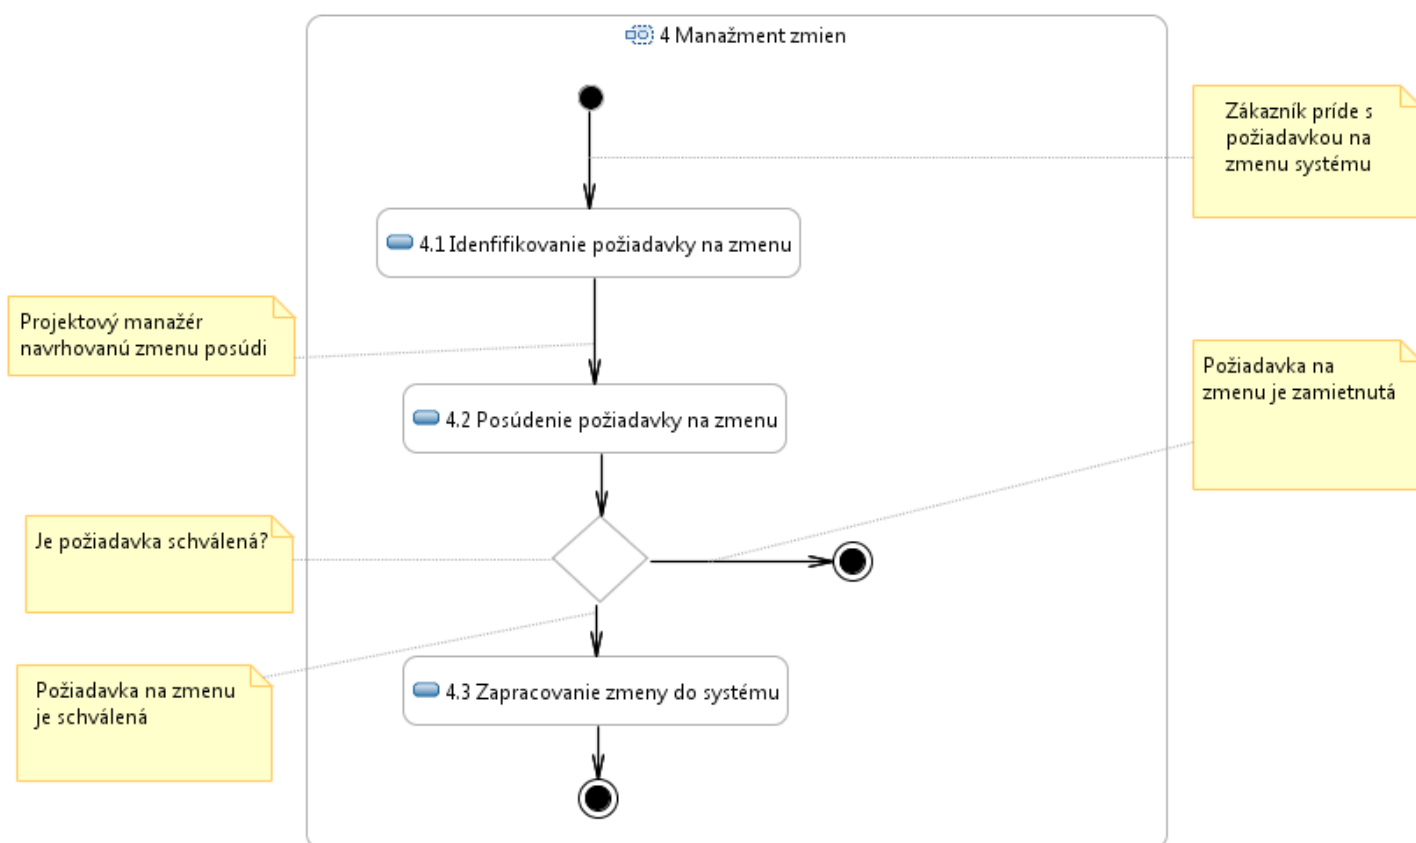 4 Manažment zmien
Zákazník príde s
požiadavkou na
zmenu systému
4.1 Idenfifikovanie požiadavky na zmenu
Projektový manažér
navrhovanú zmenu posúdi
Požiadavka na
zmenu je zamietnutá
4.2 Posúdenie požiadavky na zmenu
Je požiadavka schválená?
Požiadavka na zmenu
je schválená
4.3 Zapracovanie zmeny do systému